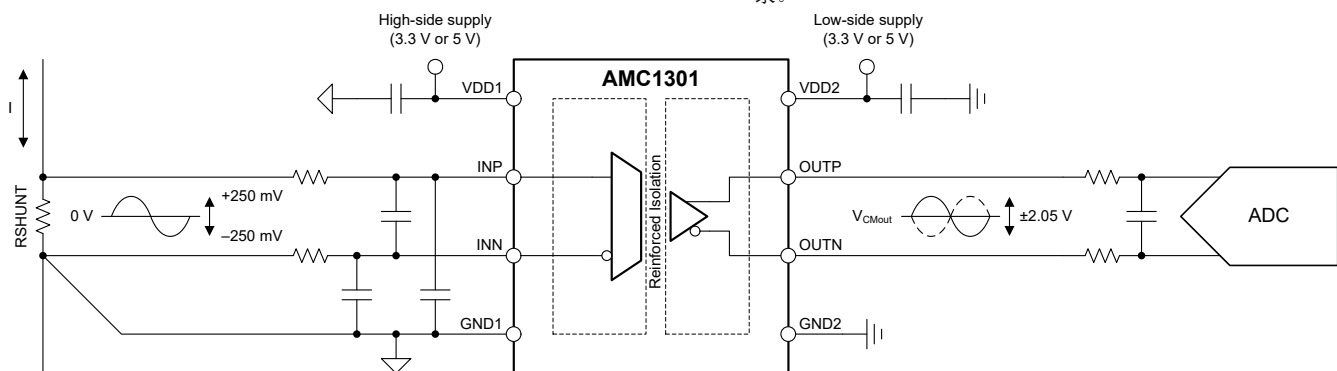 High-side supply
(3.3 V or 5 V)
Low-side supply
(3.3 V or 5 V)
AMC1301
VDD1
VDD2
I
INP
OUTP
RSHUNT
0 V
+250 mV
–250 mV
Reinforced Isolation
VCMout
±2.05 V
ADC
INN
OUTN
GND1
GND2